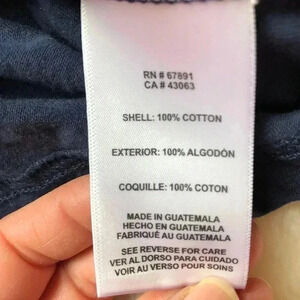 RN # 67891
CA # 43063
SHELL: 100% COTTON
EXTERIOR: 100% ALGODÓN
COQUILLE: 100% COTON
MADE IN GUATEMALA
HECHO EN GUATEMALA
FABRIQUÉ AU GUATEMALA
SEE REVERSE FOR CARE
VER AL DORSO PARA CUIDADO
VOIR AU VERSO POUR SOINS